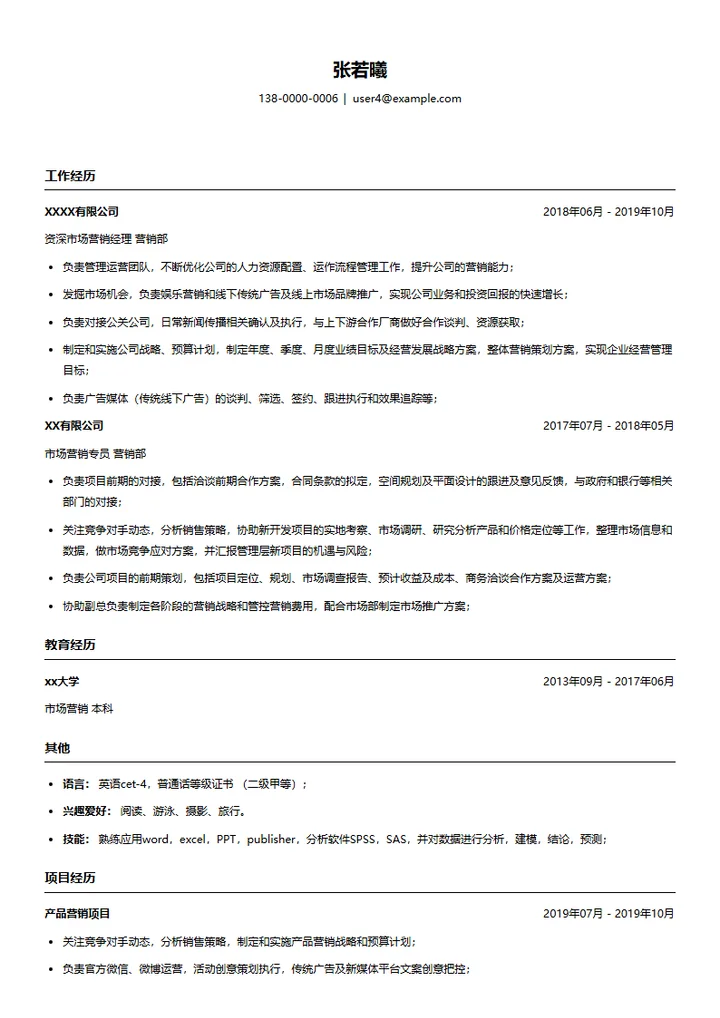 张若曦
138-0000-0006 | user4@example.com
工作经历
XXXX有限公司 2018年06月 - 2019年10月
资深市场营销经理 营销部
• 负责管理运营团队，不断优化公司的人力资源配置、运作流程管理工作，提升公司的营销能力；
• 发掘市场机会，负责娱乐营销和线下传统广告及线上市场品牌推广，实现公司业务和投资回报的快速增长；
• 负责对接公关公司，日常新闻传播相关确认及执行，与上下游合作厂商做好合作谈判、资源获取；
• 制定和实施公司战略、预算计划，制定年度、季度、月度业绩目标及经营发展战略方案，整体营销策划方案，实现企业经营管理
目标；
• 负责广告媒体（传统线下广告）的谈判、筛选、签约、跟进执行和效果追踪等；
XX有限公司 2017年07月 - 2018年05月
市场营销专员 营销部
• 负责项目前期的对接，包括洽谈前期合作方案，合同条款的拟定，空间规划及平面设计的跟进及意见反馈，与政府和银行等相关
部门的对接；
• 关注竞争对手动态，分析销售策略，协助新开发项目的实地考察、市场调研、研究分析产品和价格定位等工作，整理市场信息和
数据，做市场竞争应对方案，并汇报管理层新项目的机遇与风险；
• 负责公司项目的前期策划，包括项目定位、规划、市场调查报告、预计收益及成本、商务洽谈合作方案及运营方案；
• 协助副总负责制定各阶段的营销战略和管控营销费用，配合市场部制定市场推广方案；
教育经历
xx大学 2013年09月 - 2017年06月
市场营销 本科
其他
• 语言： 英语cet-4，普通话等级证书 （二级甲等）；
• 兴趣爱好： 阅读、游泳、摄影、旅行。
• 技能： 熟练应用word，excel，PPT，publisher，分析软件SPSS，SAS，并对数据进行分析，建模，结论，预测；
项目经历
产品营销项目 2019年07月 - 2019年10月
• 关注竞争对手动态，分析销售策略，制定和实施产品营销战略和预算计划；
• 负责官方微信、微博运营，活动创意策划执行，传统广告及新媒体平台文案创意把控；